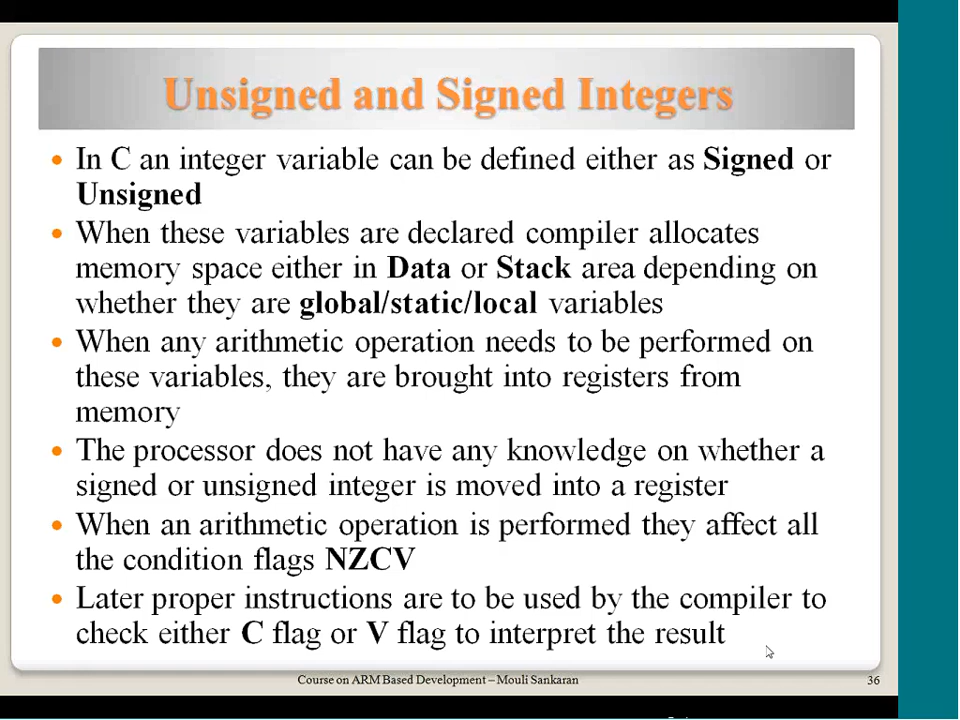 Unsigned and Signed Integers
• In C an integer variable can be defined either as Signed or
Unsigned
• When these variables are declared compiler allocates
memory space either in Data or Stack area depending on
whether they are global/static/local variables
• When any arithmetic operation needs to be performed on
these variables, they are brought into registers from
memory
• The processor does not have any knowledge on whether a
signed or unsigned integer is moved into a register
• When an arithmetic operation is performed they affect all
the condition flags NZCV
• Later proper instructions are to be used by the compiler to
check either C flag or V flag to interpret the result
Course on ARM Based Development – Mouli Sankaran
36